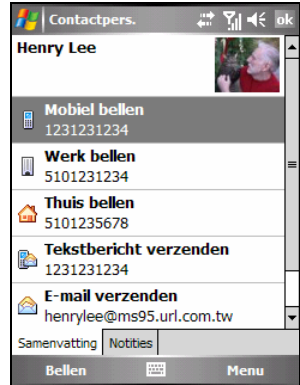 Contactpers.
ok
Henry Lee
Mobiel bellen
1231231234
Werk bellen
5101231234
Thuis bellen
5101235678
Tekstbericht verzenden
1231231234
E-mail verzenden
henrylee@ms95.url.com.tw
Samenvatting Notities
Bellen Menu